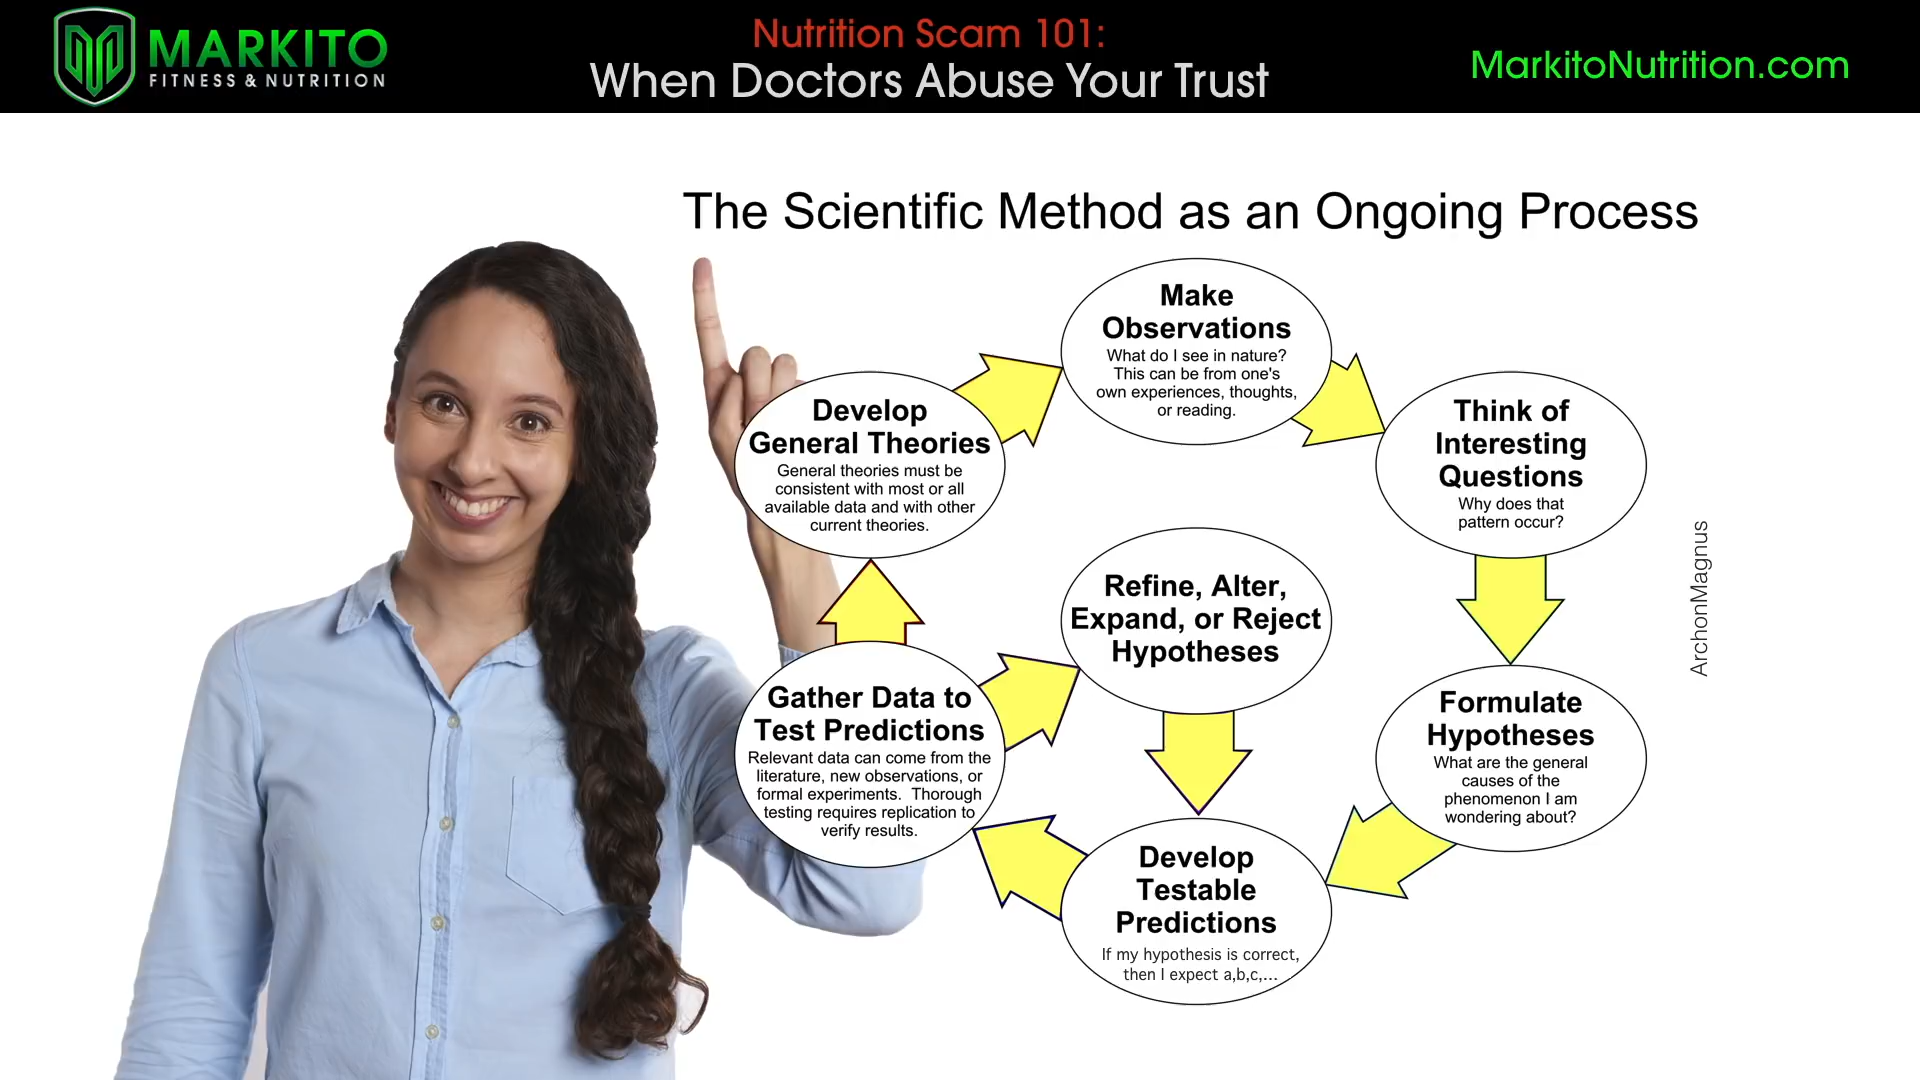 MARKITO
FITNESS & NUTRITION
Nutrition Scam 101:
When Doctors Abuse Your Trust
MarkitoNutrition.com
The Scientific Method as an Ongoing Process
Make
Observations
What do I see in nature?
This can be from one's
own experiences, thoughts,
or reading.
Think of
Interesting
Questions
Why does that
pattern occur?
Formulate
Hypotheses
What are the general
causes of the
phenomenon I am
wondering about?
Develop
Testable
Predictions
If my hypothesis is correct,
then I expect a,b,c,...
Gather Data to
Test Predictions
Relevant data can come from the
literature, new observations, or
formal experiments. Thorough
testing requires replication to
verify results.
Refine, Alter,
Expand, or Reject
Hypotheses
Develop
General Theories
General theories must be
consistent with most or all
available data and with other
current theories.
ArchonMagnus